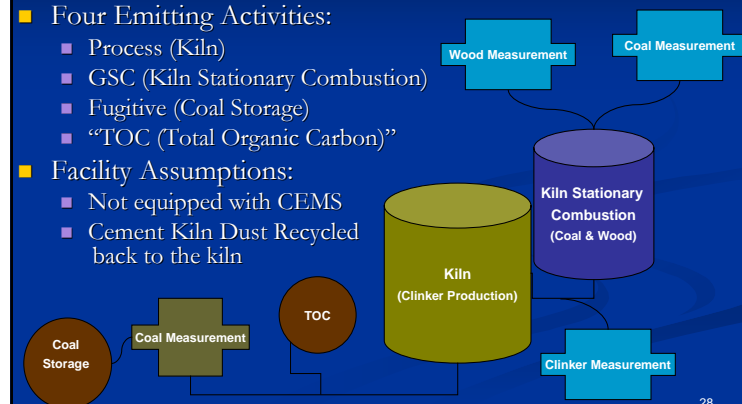 Four Emitting Activities:
Process (Kiln)
GSC (Kiln Stationary Combustion)
Fugitive (Coal Storage)
“TOC (Total Organic Carbon)”
Facility Assumptions:
Not equipped with CEMS
Cement Kiln Dust Recycled
back to the kiln
Wood Measurement
Coal Measurement
Kiln Stationary
Combustion
(Coal & Wood)
Kiln
(Clinker Production)
TOC
Coal Measurement
Coal
Storage
Clinker Measurement
28